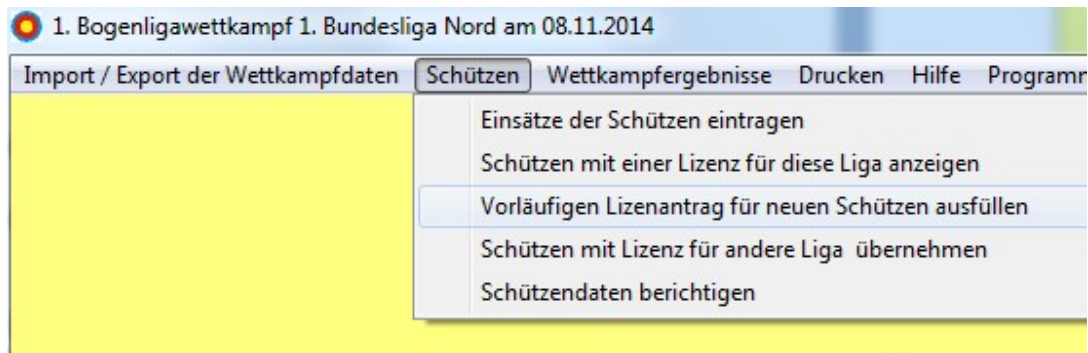 1. Bogenligawettkampf 1. Bundesliga Nord am 08.11.2014
Import / Export der Wettkampfdaten Schützen Wettkampfergebnisse Drucken Hilfe
Einsätze der Schützen eintragen
Schützen mit einer Lizenz für diese Liga anzeigen
Vorläufigen Lizenantrag für neuen Schützen ausfüllen
Schützen mit Lizenz für andere Liga übernehmen
Schützendaten berichtigen